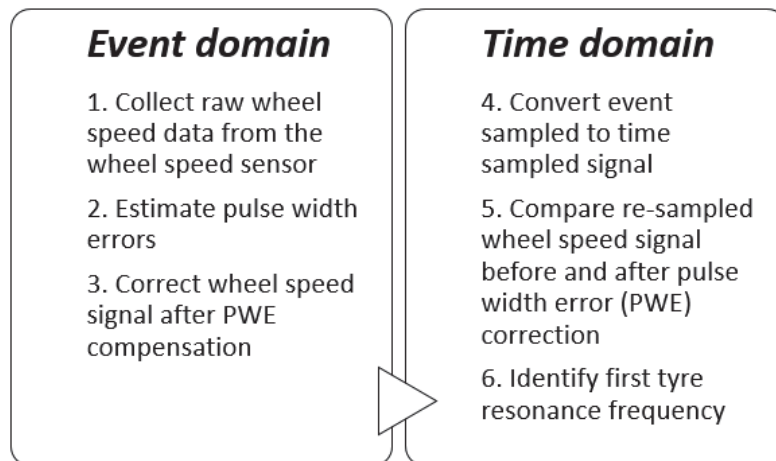 Event domain
1. Collect raw wheel
speed data from the
wheel speed sensor
2. Estimate pulse width
errors
3. Correct wheel speed
signal after PWE
compensation
Time domain
4. Convert event
sampled to time
sampled signal
5. Compare re-sampled
wheel speed signal
before and after pulse
width error (PWE)
correction
6. Identify first tyre
resonance frequency